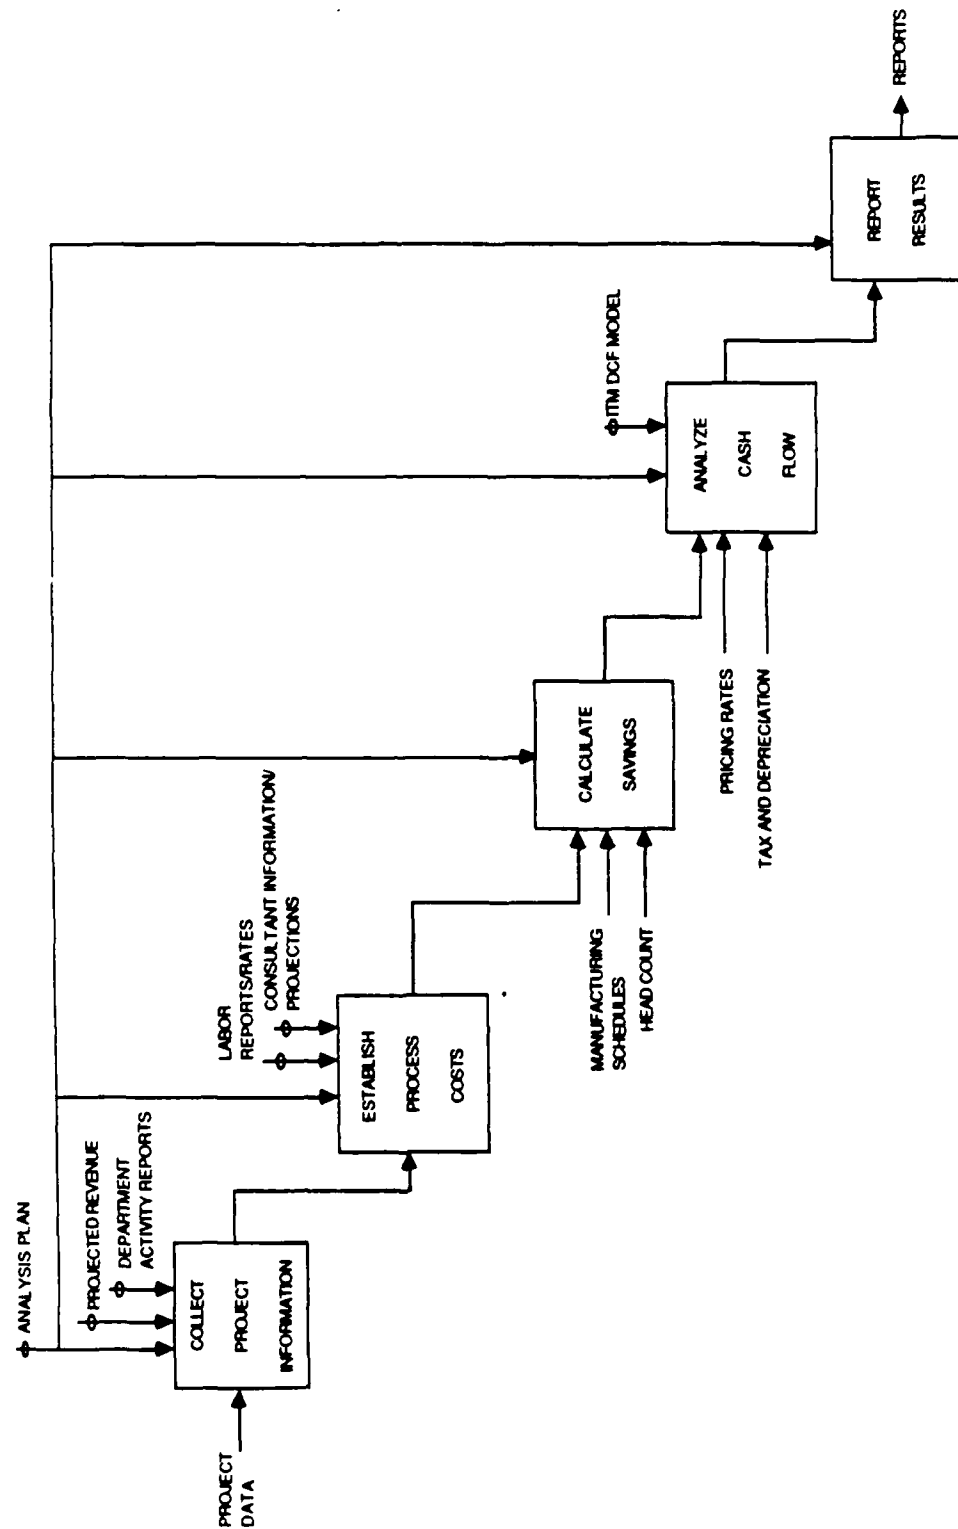 ANALYSIS PLAN
PROJECTED REVENUE
DEPARTMENT
ACTIVITY REPORTS
PROJECT
DATA
COLLECT
PROJECT
INFORMATION
LABOR
REPORTS/RATES
CONSULTANT INFORMATION/
PROJECTIONS
ESTABLISH
PROCESS
COSTS
MANUFACTURING
SCHEDULES
HEAD COUNT
CALCULATE
SAVINGS
PRICING RATES
TAX AND DEPRECIATION
ITM DCF MODEL
ANALYZE
CASH
FLOW
REPORT
RESULTS
REPORTS